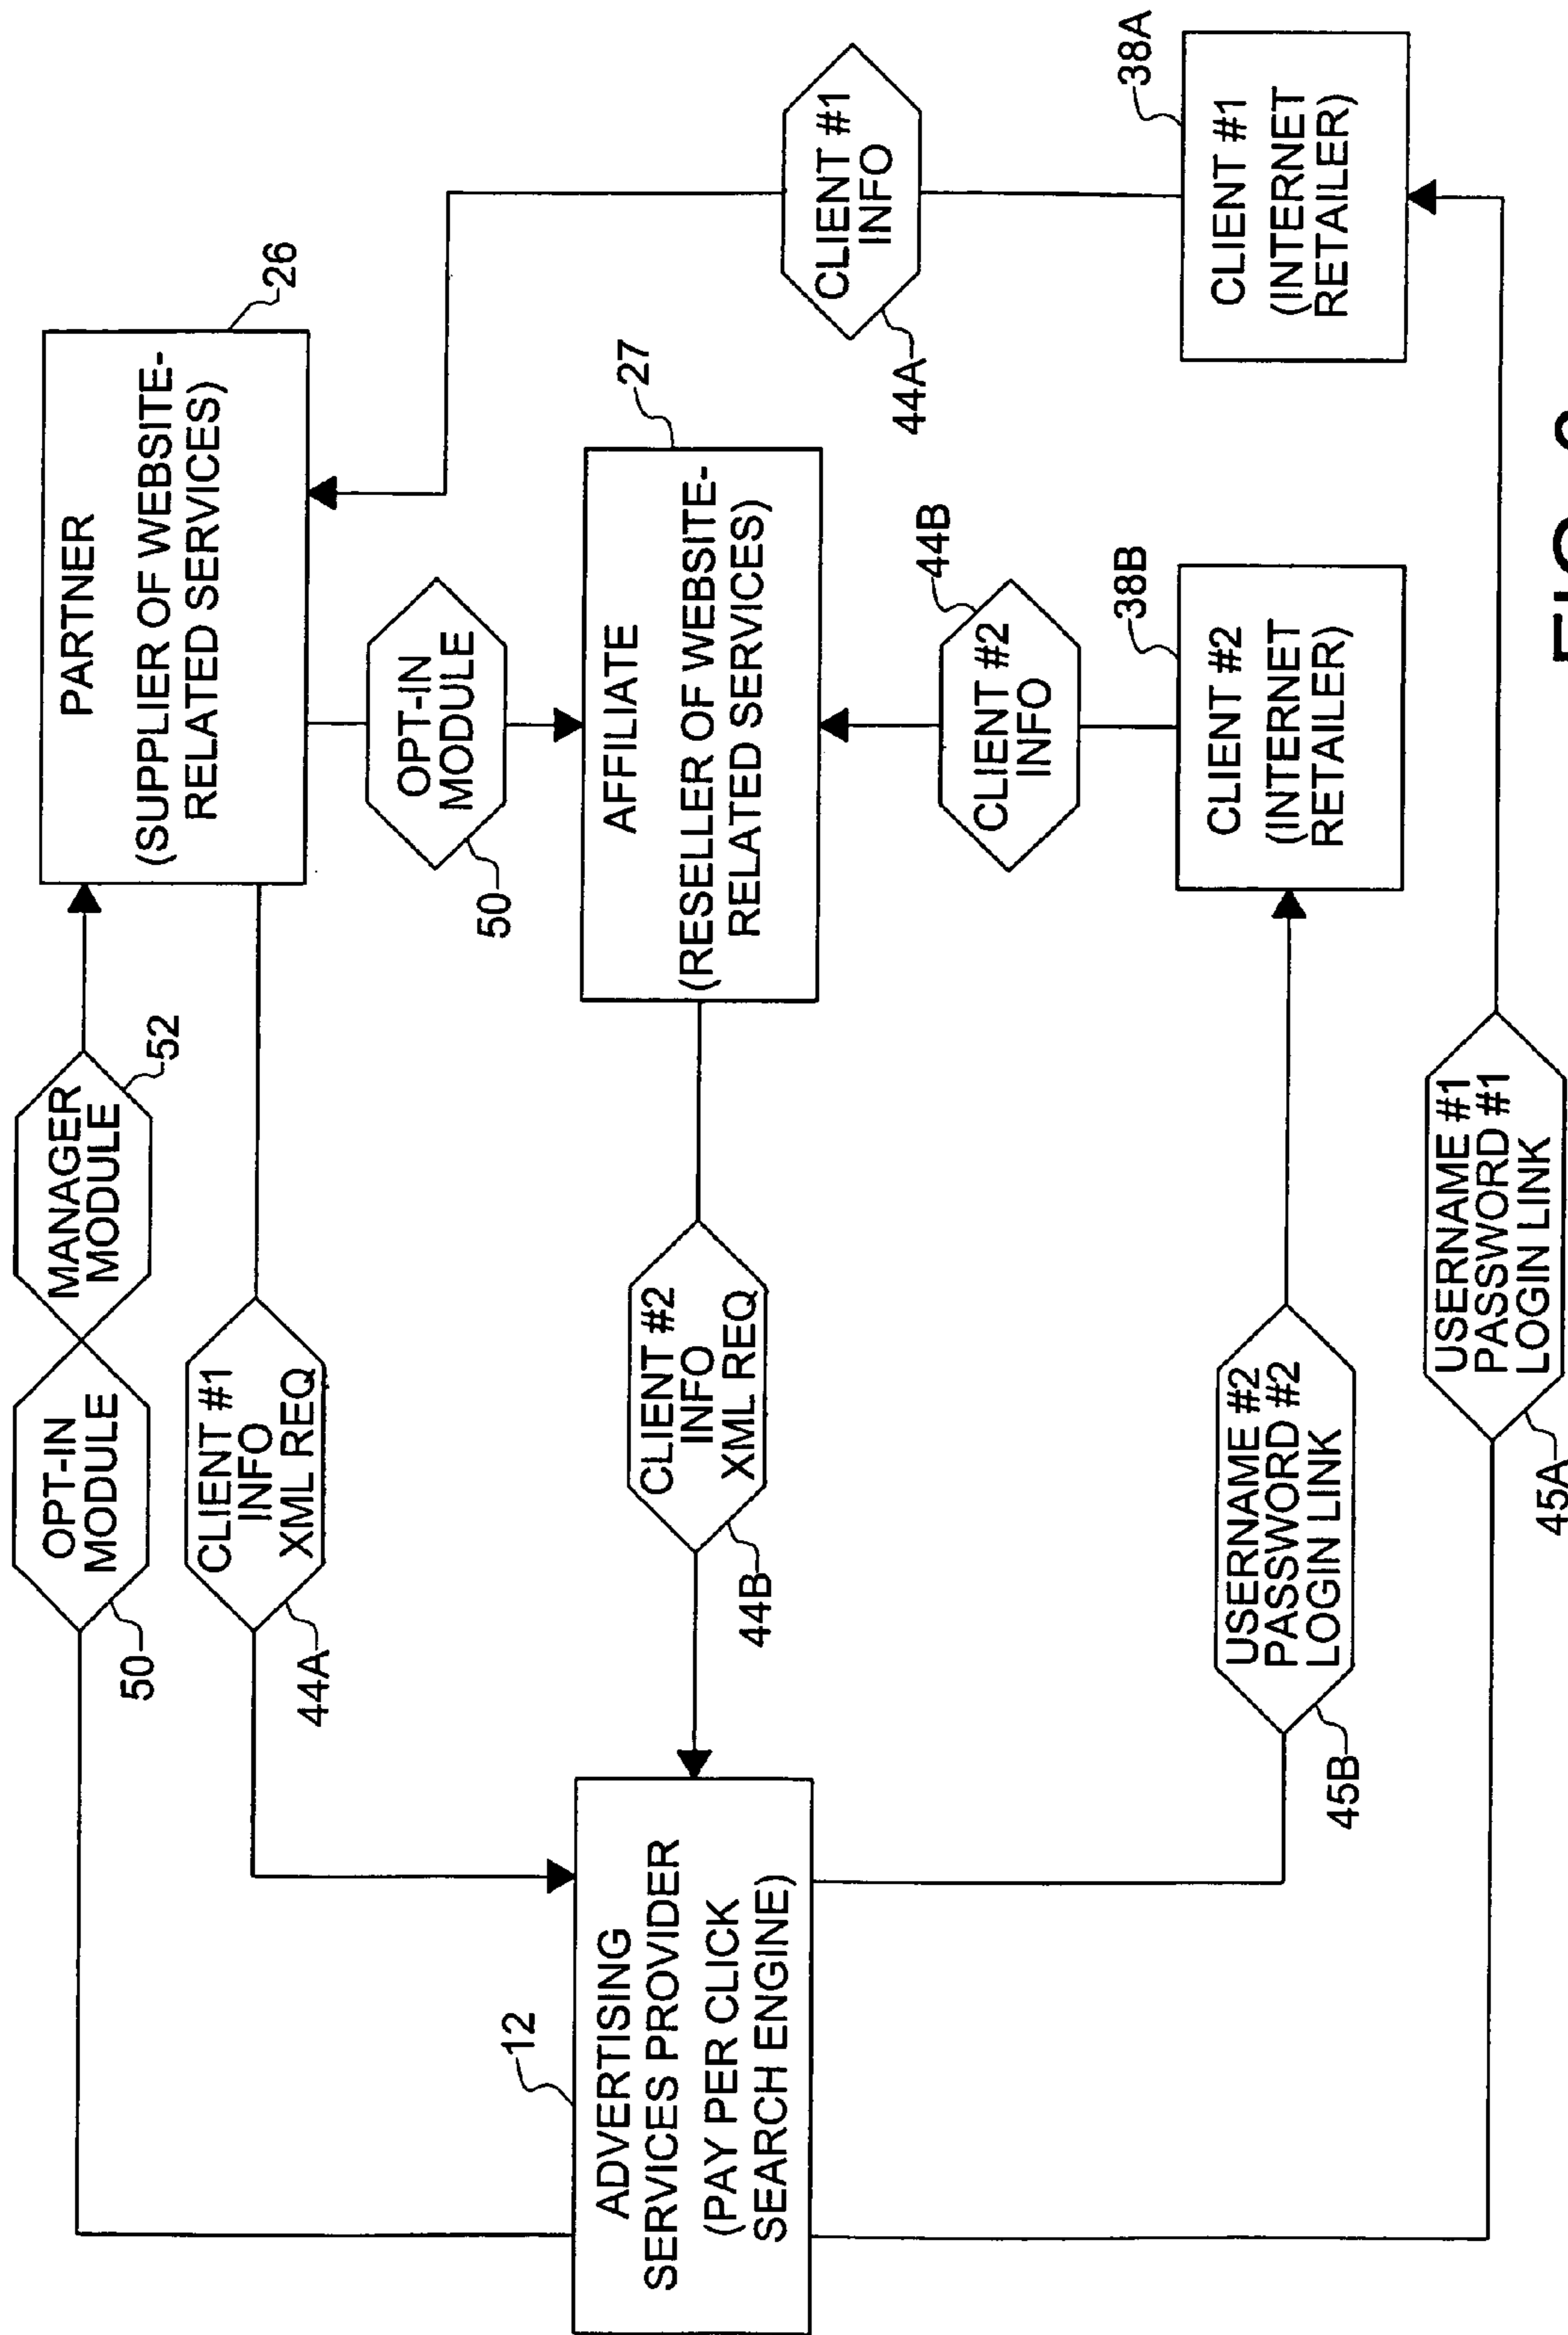 OPT-IN
MODULE
50
MANAGER
MODULE
52
PARTNER
(SUPPLIER OF WEBSITE-
RELATED SERVICES)
26
CLIENT #1
INFO
XML REQ
44A
OPT-IN
MODULE
50
ADVERTISING
SERVICES PROVIDER
(PAY PER CLICK
SEARCH ENGINE)
12
CLIENT #2
INFO
XML REQ
44B
AFFILIATE
(RESELLER OF WEBSITE-
RELATED SERVICES)
27
CLIENT #1
INFO
44A
CLIENT #2
INFO
44B
USERNAME #2
PASSWORD #2
LOGIN LINK
45B
CLIENT #2
(INTERNET
RETAILER)
38B
CLIENT #1
(INTERNET
RETAILER)
38A
USERNAME #1
PASSWORD #1
LOGIN LINK
45A